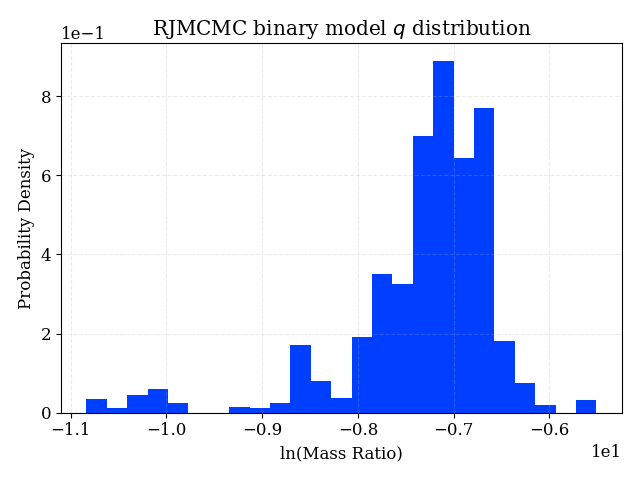 RJMCMC binary model q distribution
1e−1
8
6
4
2
0
Probability Density
−1.1 −1.0 −0.9 −0.8 −0.7 −0.6
1e1
ln(Mass Ratio)